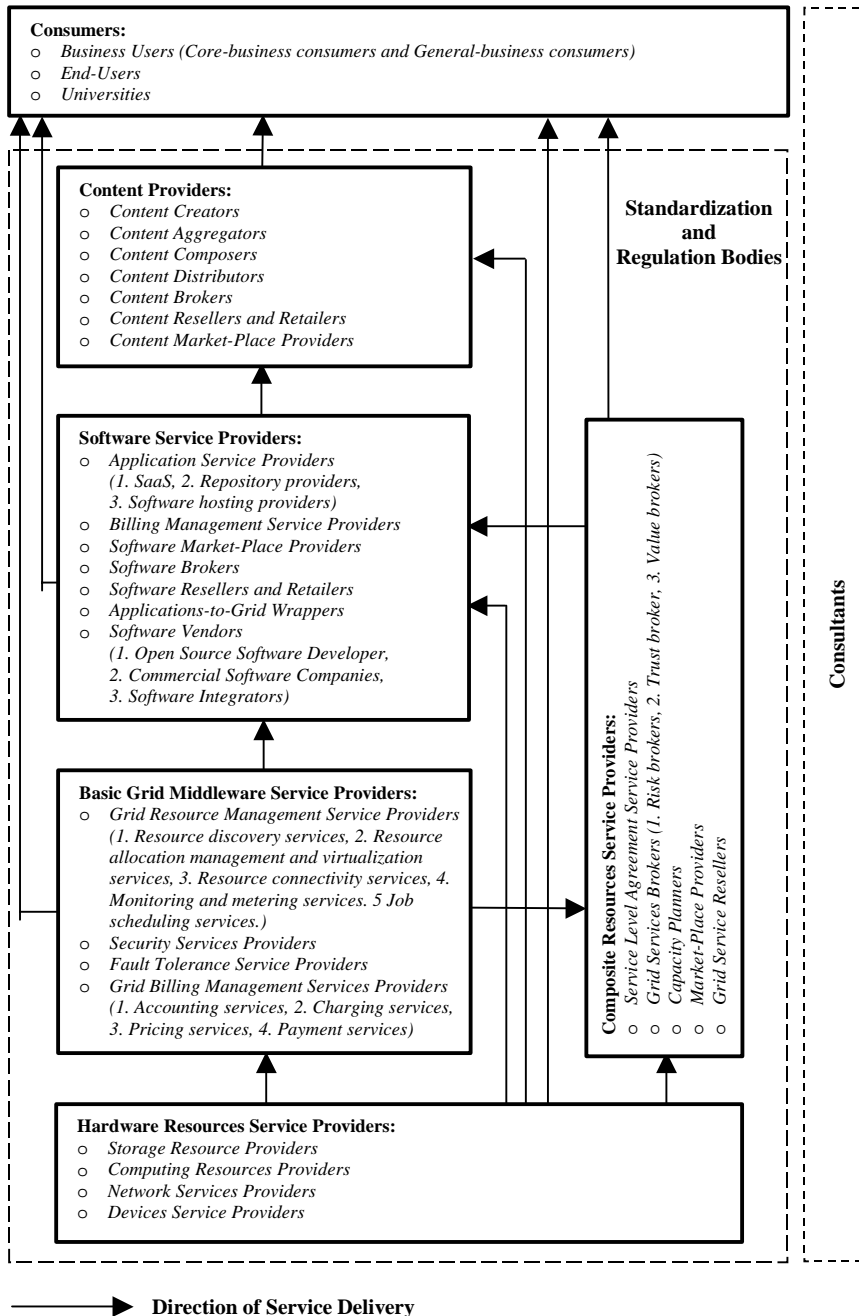 Consumers:
o Business Users (Core-business consumers and General-business consumers)
o End-Users
o Universities
Content Providers:
o Content Creators
o Content Aggregators
o Content Composers
o Content Distributors
o Content Brokers
o Content Resellers and Retailers
o Content Market-Place Providers
Standardization
and
Regulation Bodies
Software Service Providers:
o Application Service Providers
(1. SaaS, 2. Repository providers,
3. Software hosting providers)
o Billing Management Service Providers
o Software Market-Place Providers
o Software Brokers
o Software Resellers and Retailers
o Applications-to-Grid Wrappers
o Software Vendors
(1. Open Source Software Developer,
2. Commercial Software Companies,
3. Software Integrators)
Basic Grid Middleware Service Providers:
o Grid Resource Management Service Providers
(1. Resource discovery services, 2. Resource
allocation management and virtualization
services, 3. Resource connectivity services, 4.
Monitoring and metering services. 5 Job
scheduling services.)
o Security Services Providers
o Fault Tolerance Service Providers
o Grid Billing Management Services Providers
(1. Accounting services, 2. Charging services,
3. Pricing services, 4. Payment services)
Composite Resources Service Providers:
o Service Level Agreement Service Providers
o Grid Services Brokers (1. Risk brokers, 2. Trust broker, 3. Value brokers)
o Capacity Planners
o Market-Place Providers
o Grid Service Resellers
Consultants
Hardware Resources Service Providers:
o Storage Resource Providers
o Computing Resources Providers
o Network Services Providers
o Devices Service Providers
Direction of Service Delivery